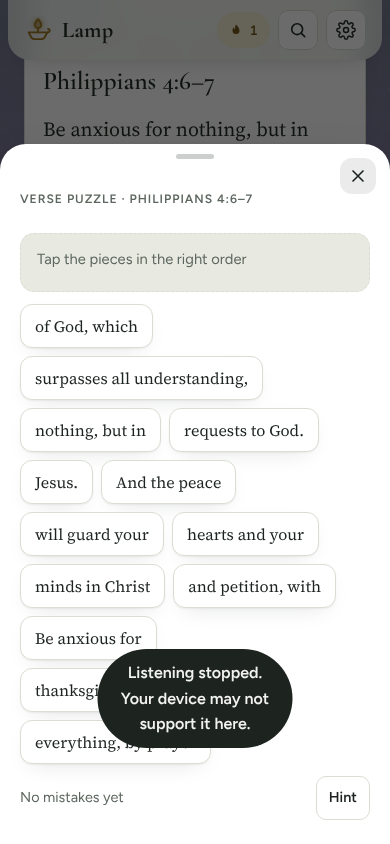 Lamp
1
Philippians 4:6–7
Be anxious for nothing, but in
VERSE PUZZLE · PHILIPPIANS 4:6–7
Tap the pieces in the right order
of God, which
surpasses all understanding,
nothing, but in
requests to God.
Jesus.
And the peace
will guard your
hearts and your
minds in Christ
and petition, with
Be anxious for
Listening stopped.
Your device may not
support it here.
everything, by
No mistakes yet
Hint